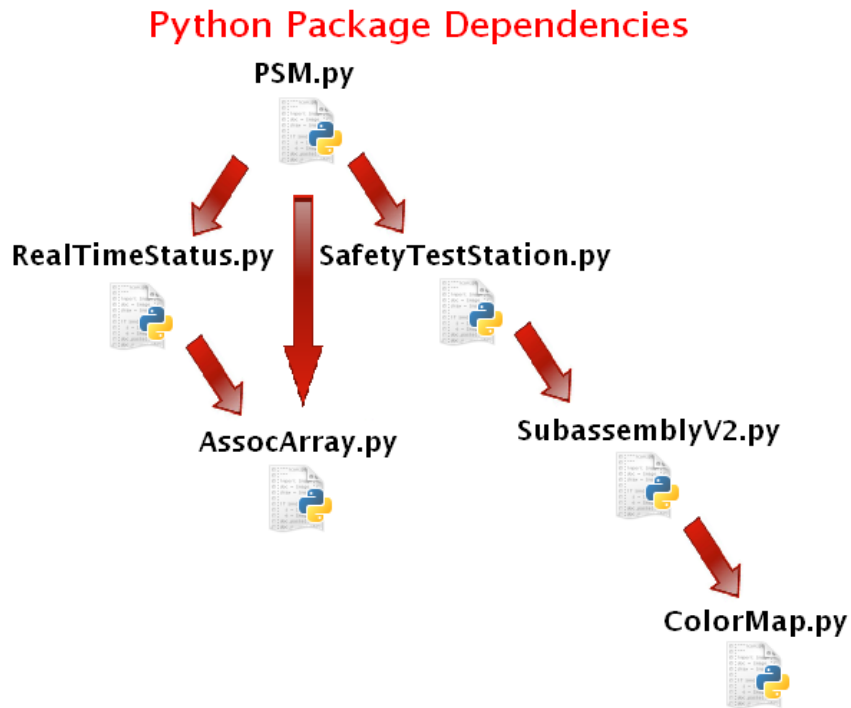 Python Package Dependencies
PSM.py
RealTimeStatus.py
SafetyTestStation.py
AssocArray.py
SubassemblyV2.py
ColorMap.py